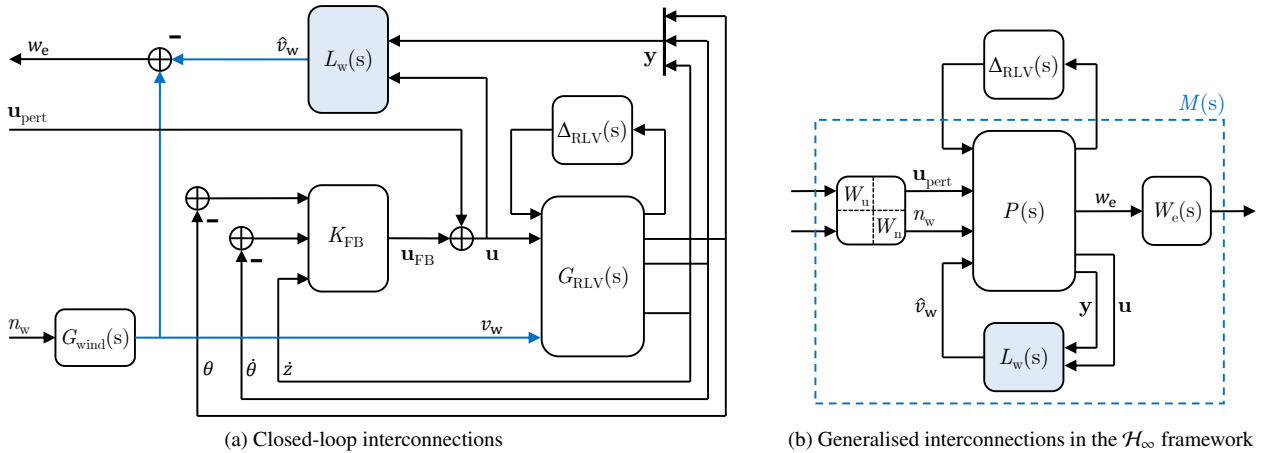 w_e
−
v̂_w
L_w(s)
y
u_pert
Δ_RLV(s)
−
K_FB
−
u_FB
u
G_RLV(s)
n_w
G_wind(s)
v_w
θ
θ̇
ż
(a) Closed-loop interconnections
Δ_RLV(s)
M(s)
W_u
W_n
u_pert
n_w
P(s)
w_e
W_e(s)
v̂_w
y
u
L_w(s)
(b) Generalised interconnections in the ℋ_∞ framework